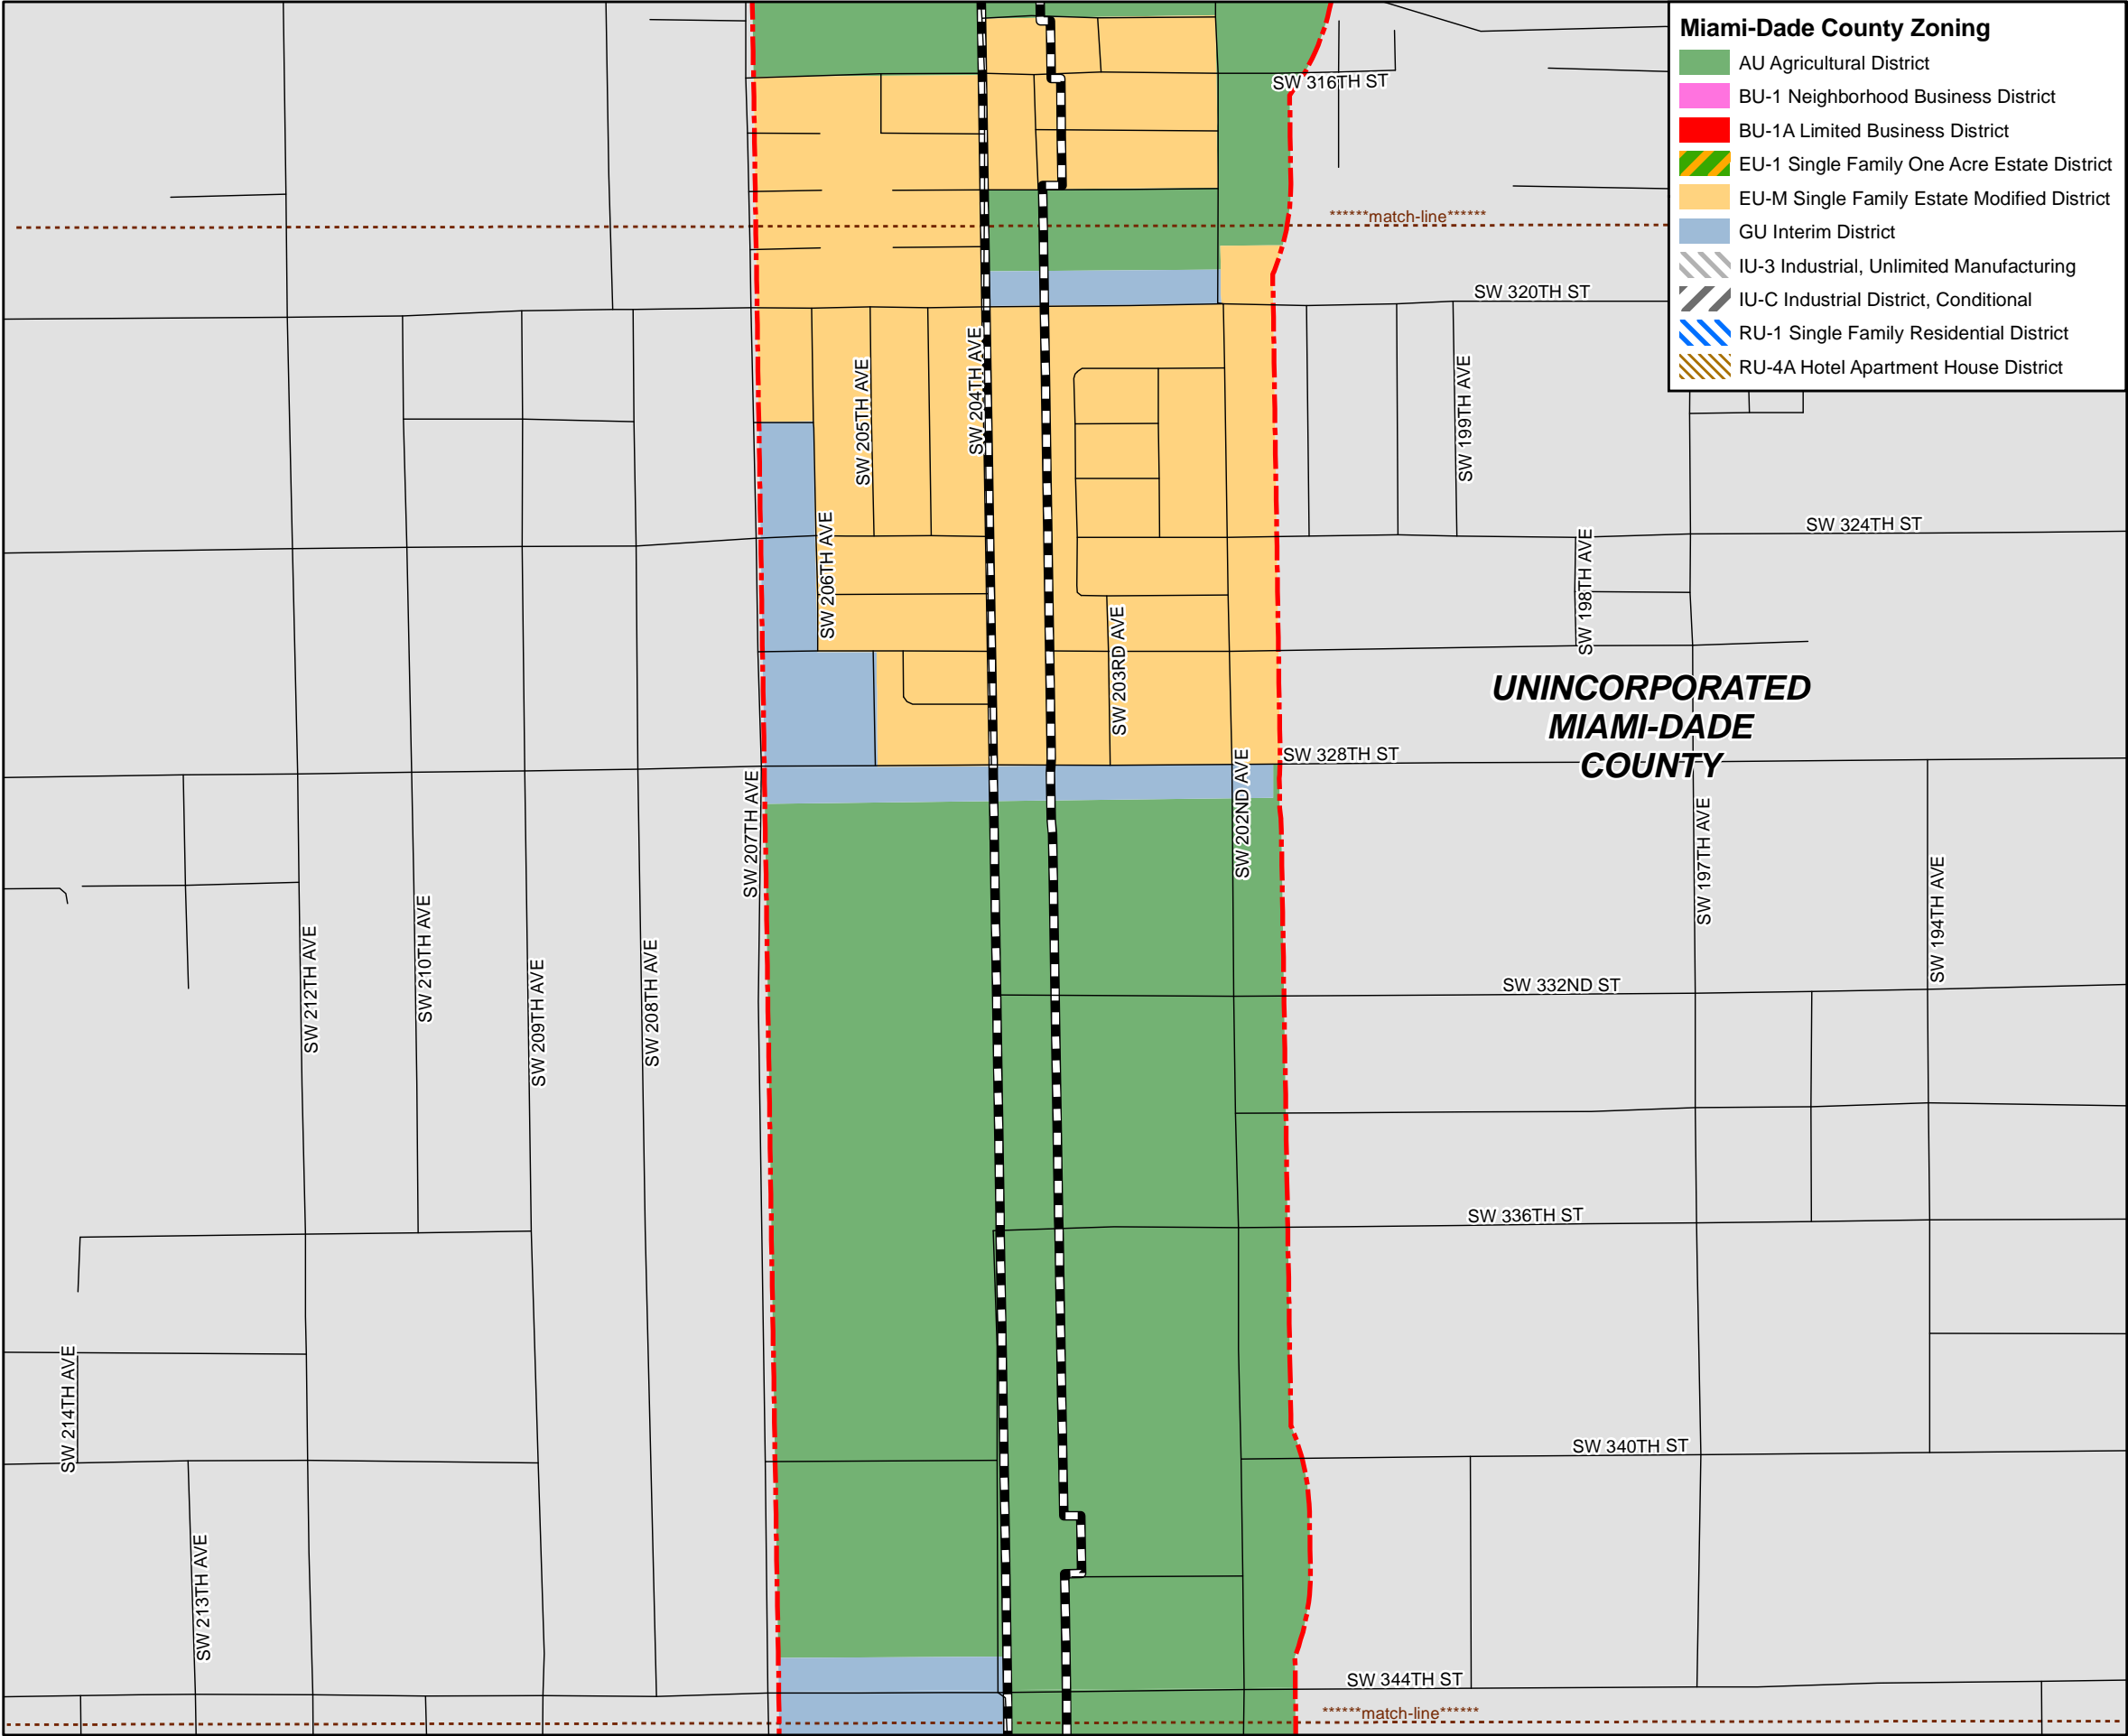 Miami-Dade County Zoning
AU Agricultural District
BU-1 Neighborhood Business District
BU-1A Limited Business District
EU-1 Single Family One Acre Estate District
EU-M Single Family Estate Modified District
GU Interim District
IU-3 Industrial, Unlimited Manufacturing
IU-C Industrial District, Conditional
RU-1 Single Family Residential District
RU-4A Hotel Apartment House District
SW 316TH ST
******match-line******
SW 320TH ST
SW 204TH AVE
SW 205TH AVE
SW 199TH AVE
SW 324TH ST
SW 206TH AVE
SW 198TH AVE
SW 203RD AVE
UNINCORPORATED
MIAMI-DADE
COUNTY
SW 328TH ST
SW 207TH AVE
SW 202ND AVE
SW 197TH AVE
SW 194TH AVE
SW 212TH AVE
SW 210TH AVE
SW 209TH AVE
SW 208TH AVE
SW 332ND ST
SW 336TH ST
SW 214TH AVE
SW 340TH ST
SW 213TH AVE
SW 344TH ST
******match-line******